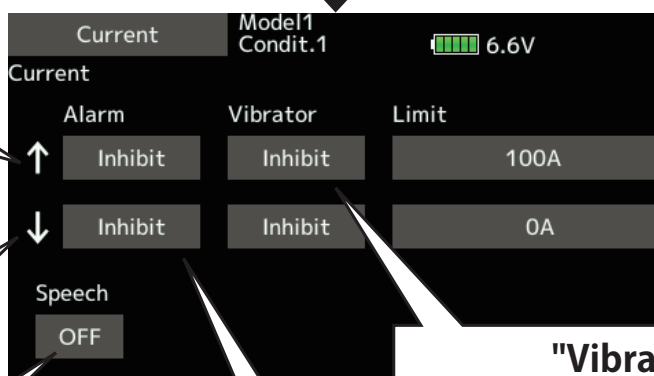 Current
Model1
Condit.1
6.6V
Current
Alarm Vibrator Limit
↑ Inhibit Inhibit 100A
↓ Inhibit Inhibit 0A
Speech
OFF
"Vibra